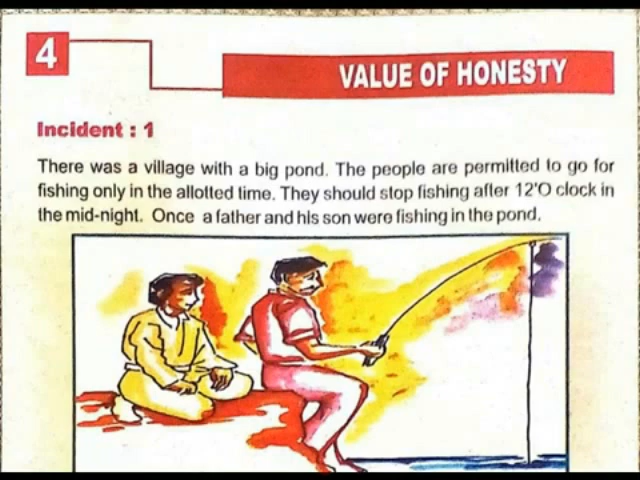 4
VALUE OF HONESTY
Incident : 1
There was a village with a big pond. The people are permitted to go for
fishing only in the allotted time. They should stop fishing after 12'O clock in
the mid-night. Once a father and his son were fishing in the pond.